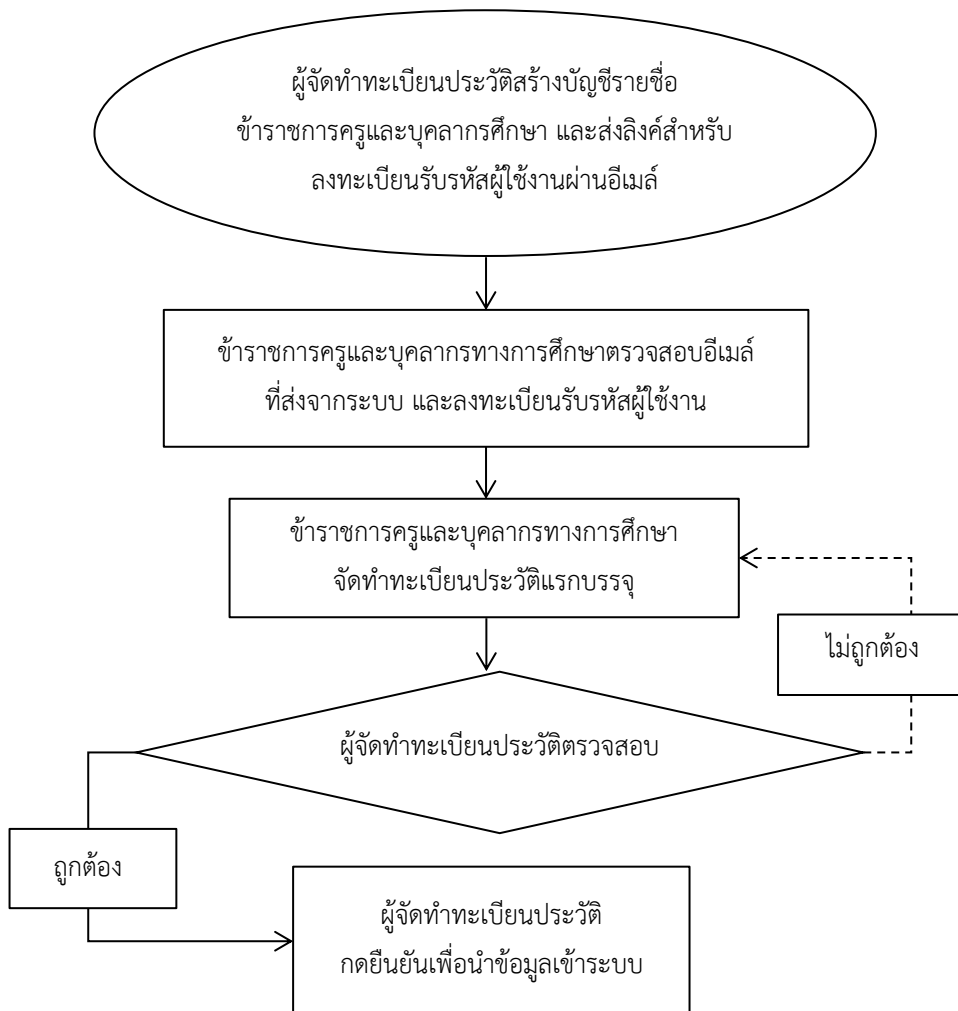 ผู้จัดทำทะเบียนประวัติสร้างบัญชีรายชื่อ
ข้าราชการครูและบุคลากรศึกษา และส่งลิงค์สำหรับ
ลงทะเบียนรับรหัสผู้ใช้งานผ่านอีเมล์
ข้าราชการครูและบุคลากรทางการศึกษาตรวจสอบอีเมล์
ที่ส่งจากระบบ และลงทะเบียนรับรหัสผู้ใช้งาน
ข้าราชการครูและบุคลากรทางการศึกษา
จัดทำทะเบียนประวัติแรกบรรจุ
ไม่ถูกต้อง
ผู้จัดทำทะเบียนประวัติตรวจสอบ
ถูกต้อง
ผู้จัดทำทะเบียนประวัติ
กดยืนยันเพื่อนำข้อมูลเข้าระบบ